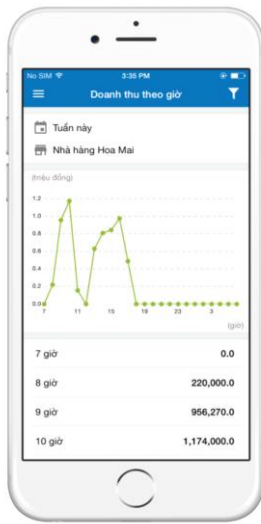 No SIM 3:35 PM
Doanh thu theo giờ
Tuần này
Nhà hàng Hoa Mai
(triệu đồng)
1.2
1.0
0.8
0.6
0.4
0.2
0.0
7 11 15 19 23 3
(giờ)
7 giờ 0.0
8 giờ 220,000.0
9 giờ 956,270.0
10 giờ 1,174,000.0